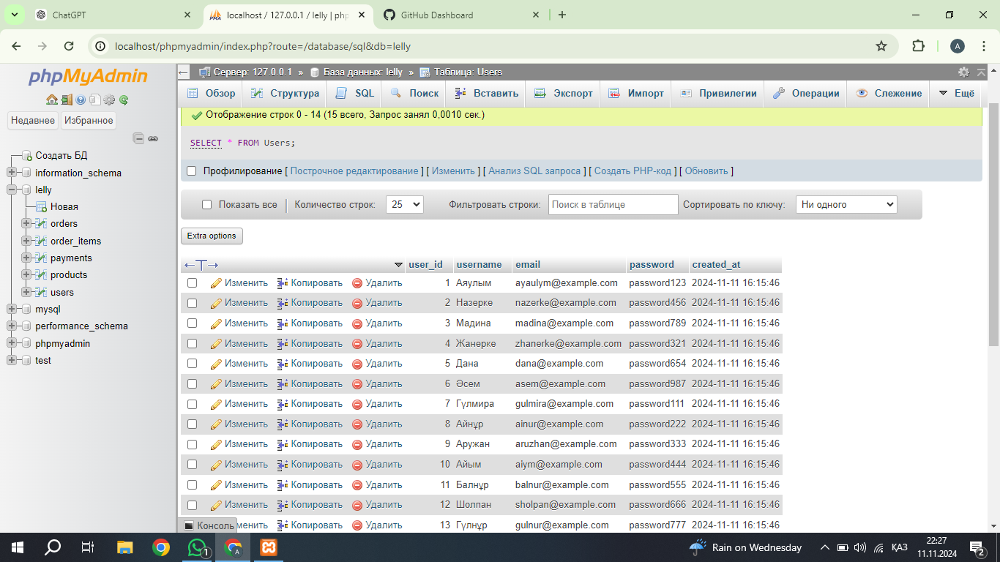 ChatGPT
localhost / 127.0.0.1 / lelly | php
GitHub Dashboard
localhost/phpmyadmin/index.php?route=/database/sql&db=lelly
A
phpMyAdmin
Недавнее Избранное
Создать БД
information_schema
lelly
Новая
orders
order_items
payments
products
users
mysql
performance_schema
phpmyadmin
test
Сервер: 127.0.0.1 » База данных: lelly » Таблица: Users
Обзор Структура SQL Поиск Вставить Экспорт Импорт Привилегии Операции Слежение Ещё
Отображение строк 0 - 14 (15 всего, Запрос занял 0,0010 сек.)
SELECT * FROM Users;
Профилирование [ Построчное редактирование ] [ Изменить ] [ Анализ SQL запроса ] [ Создать PHP-код ] [ Обновить ]
Показать все Количество строк: 25 Фильтровать строки: Поиск в таблице Сортировать по ключу: Ни одного
Extra options
user_id username email password created_at
Изменить Копировать Удалить 1 Аяулым ayaulym@example.com password123 2024-11-11 16:15:46
Изменить Копировать Удалить 2 Назерке nazerke@example.com password456 2024-11-11 16:15:46
Изменить Копировать Удалить 3 Мадина madina@example.com password789 2024-11-11 16:15:46
Изменить Копировать Удалить 4 Жанерке zhanerke@example.com password321 2024-11-11 16:15:46
Изменить Копировать Удалить 5 Дана dana@example.com password654 2024-11-11 16:15:46
Изменить Копировать Удалить 6 Әсем asem@example.com password987 2024-11-11 16:15:46
Изменить Копировать Удалить 7 Гүлмира gulmira@example.com password111 2024-11-11 16:15:46
Изменить Копировать Удалить 8 Айнұр ainur@example.com password222 2024-11-11 16:15:46
Изменить Копировать Удалить 9 Аружан aruzhan@example.com password333 2024-11-11 16:15:46
Изменить Копировать Удалить 10 Айым aiym@example.com password444 2024-11-11 16:15:46
Изменить Копировать Удалить 11 Балнұр balnur@example.com password555 2024-11-11 16:15:46
Изменить Копировать Удалить 12 Шолпан sholpan@example.com password666 2024-11-11 16:15:46
Консоль менить Копировать Удалить 13 Гүлнұр gulnur@example.com password777 2024-11-11 16:15:46
1
A
Rain on Wednesday
ҚАЗ
22:27
11.11.2024
2